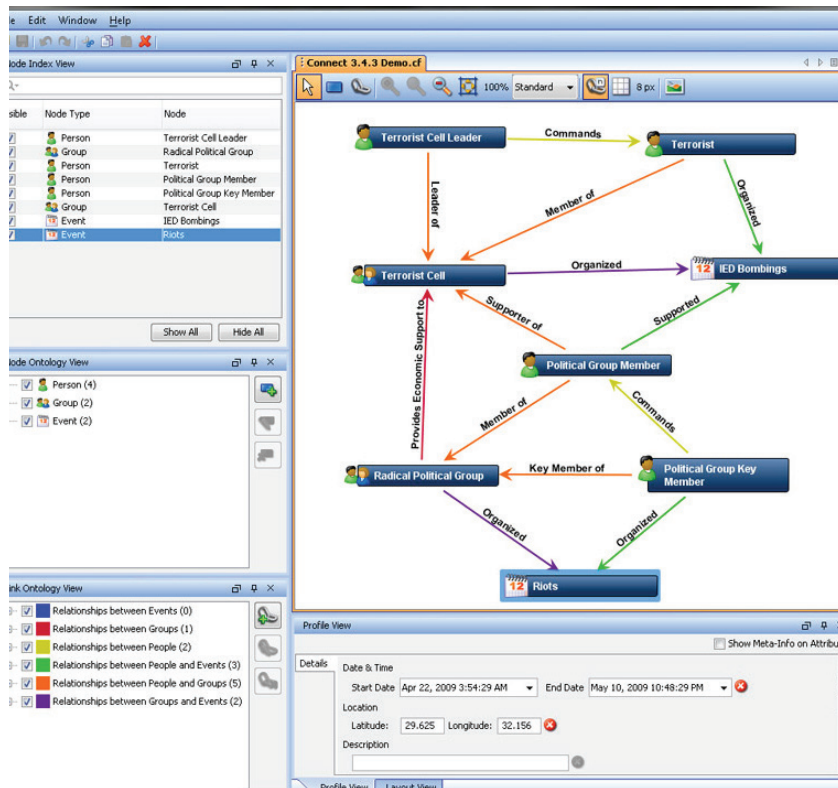 le Edit Window Help
Node Index View
sible Node Type Node
Person Terrorist Cell Leader
Group Radical Political Group
Person Terrorist
Person Political Group Member
Person Political Group Key Member
Group Terrorist Cell
Event IED Bombings
Event Riots
Show All Hide All
Node Ontology View
Person (4)
Group (2)
Event (2)
ink Ontology View
Relationships between Events (0)
Relationships between Groups (1)
Relationships between People (2)
Relationships between People and Events (3)
Relationships between People and Groups (5)
Relationships between Groups and Events (2)
Connect 3.4.3 Demo.cf
100% Standard 8 px
Terrorist Cell Leader
Commands
Terrorist
Leader of
Member of
Organized
Terrorist Cell
Organized
12 IED Bombings
Supporter of
Supported
Provides Economic Support to
Political Group Member
Member of
Commands
Radical Political Group
Key Member of
Political Group Key
Member
Organized
Organized
12 Riots
Profile View
Show Meta-Info on Attribu
Details
Date & Time
Start Date Apr 22, 2009 3:54:29 AM End Date May 10, 2009 10:48:29 PM
Location
Latitude: 29.625 Longitude: 32.156
Description
Profile View Layout View